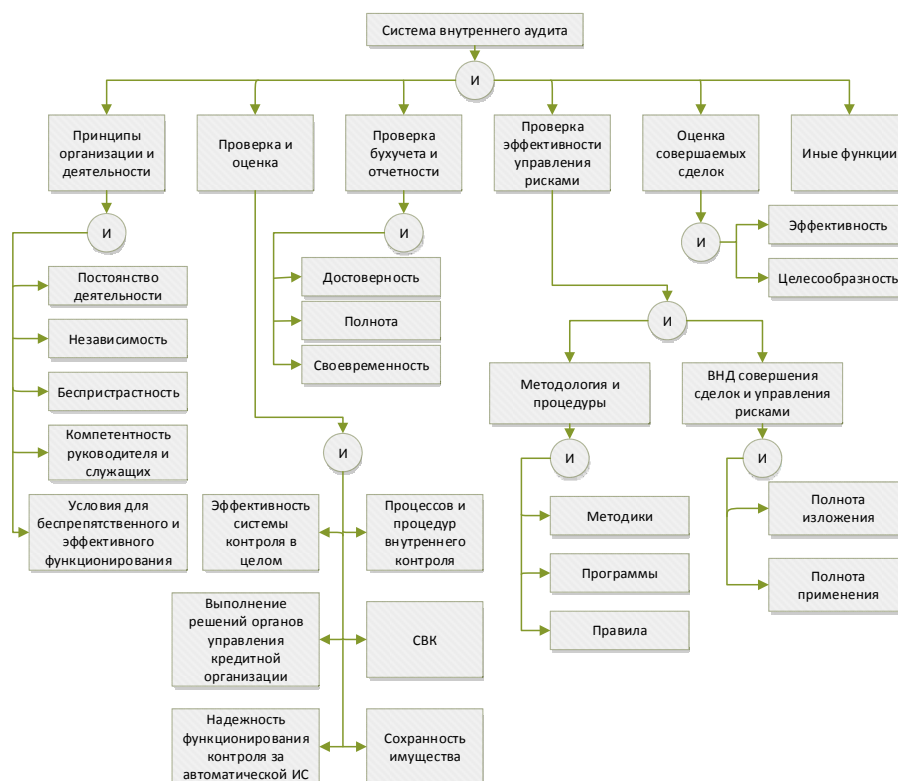 Система внутреннего аудита
И
Принципы
организации и
деятельности
Проверка и
оценка
Проверка
бухучета и
отчетности
Проверка
эффективности
управления
рисками
Оценка
совершаемых
сделок
Иные функции
И
И
И
Эффективность
Целесообразность
Постоянство
деятельности
Независимость
Беспристрастность
Компетентность
руководителя и
служащих
Условия для
беспрепятственного и
эффективного
функционирования
Достоверность
Полнота
Своевременность
И
Методология и
процедуры
ВНД совершения
сделок и управления
рисками
И
И
И
Эффективность
системы
контроля в
целом
Процессов и
процедур
внутреннего
контроля
Выполнение
решений органов
управления
кредитной
организации
СВК
Надежность
функционирования
контроля за
автоматической ИС
Сохранность
имущества
Методики
Программы
Правила
Полнота
изложения
Полнота
применения